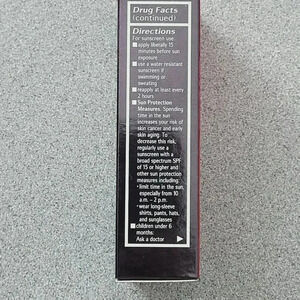 Drug Facts
(continued)
Directions
For sunscreen use
■ apply liberally 15
minutes before sun
exposure
■ use a water resistant
sunscreen if
swimming or
sweating
■ reapply at least every
2 hours
■ Sun Protection
Measures. Spending
time in the sun
increases your risk of
skin cancer and early
skin aging. To
decrease this risk,
regularly use a
sunscreen with a
broad spectrum SPF
of 15 or higher and
other sun protection
measures including:
• limit time in the sun,
especially from 10
a.m. – 2 p.m.
• wear long-sleeve
shirts, pants, hats,
and sunglasses
■ children under 6
months:
Ask a doctor